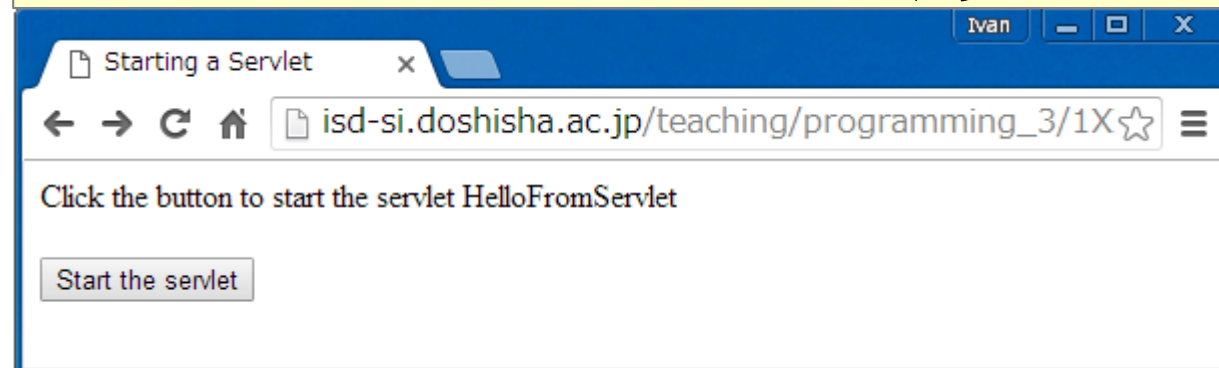 Ivan
Starting a Servlet
isd-si.doshisha.ac.jp/teaching/programming_3/1X
Click the button to start the servlet HelloFromServlet
Start the servlet